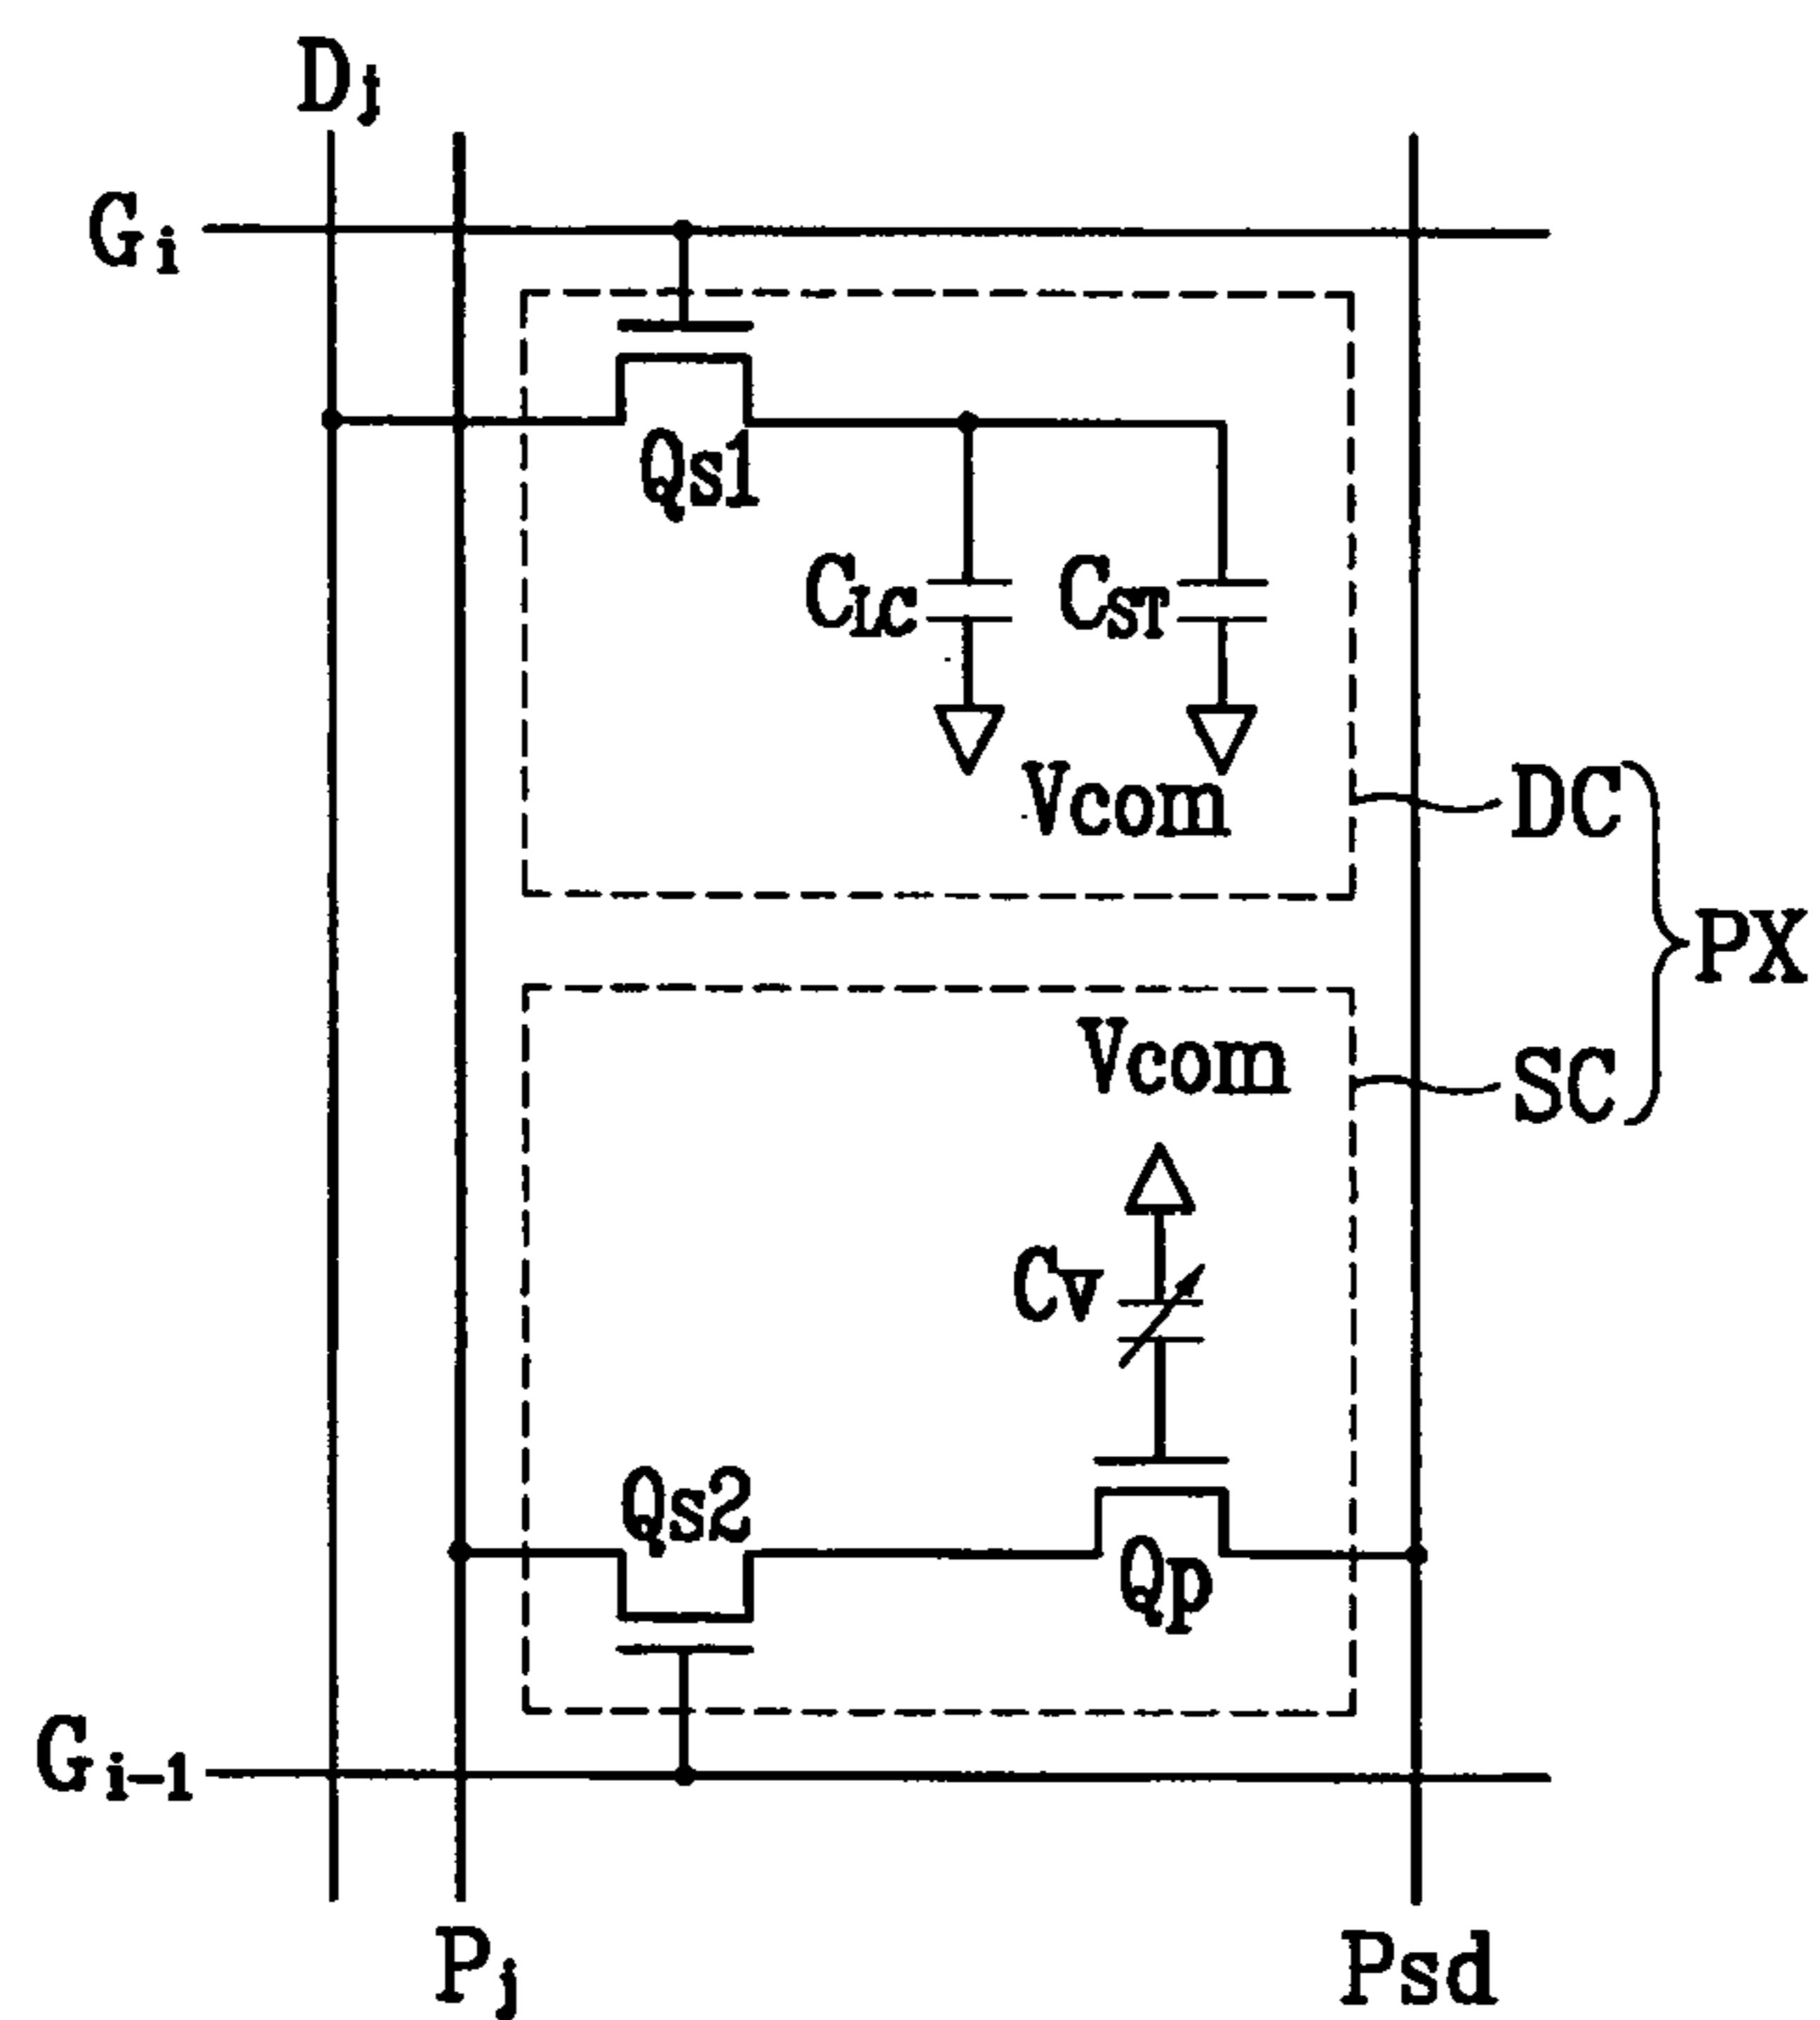 Dj
Gi
Qs1
CLC
CST
Vcom
DC
PX
Vcom
SC
Cv
Qs2
Qp
Gi-1
Pj
Psd